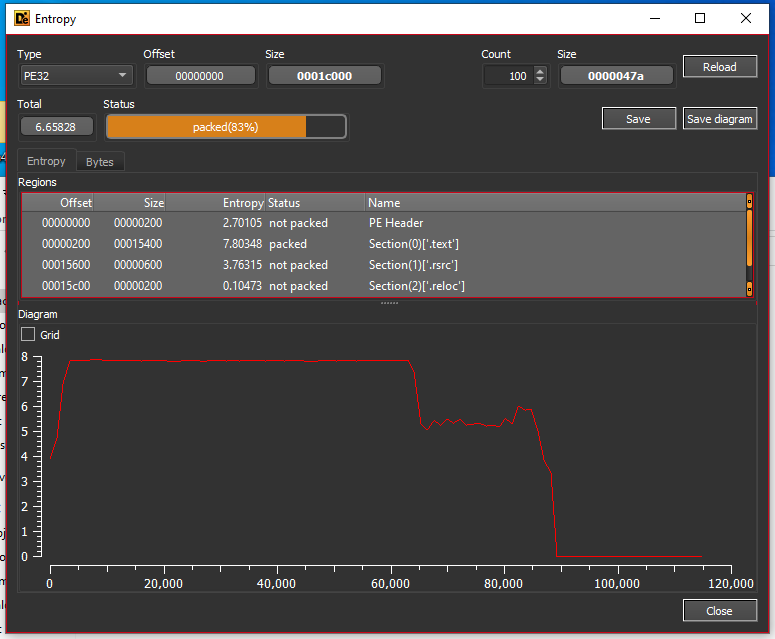 Entropy
Type Offset Size Count Size
PE32 00000000 0001c000 100 0000047a Reload
Total Status
6.65828 packed(83%) Save Save diagram
Entropy Bytes
Regions
Offset Size Entropy Status Name
00000000 00000200 2.70105 not packed PE Header
00000200 00015400 7.80348 packed Section(0)['.text']
00015600 00000600 3.76315 not packed Section(1)['.rsrc']
00015c00 00000200 0.10473 not packed Section(2)['.reloc']
Diagram
Grid
8
7
6
5
4
3
2
1
0
0 20,000 40,000 60,000 80,000 100,000 120,000
Close